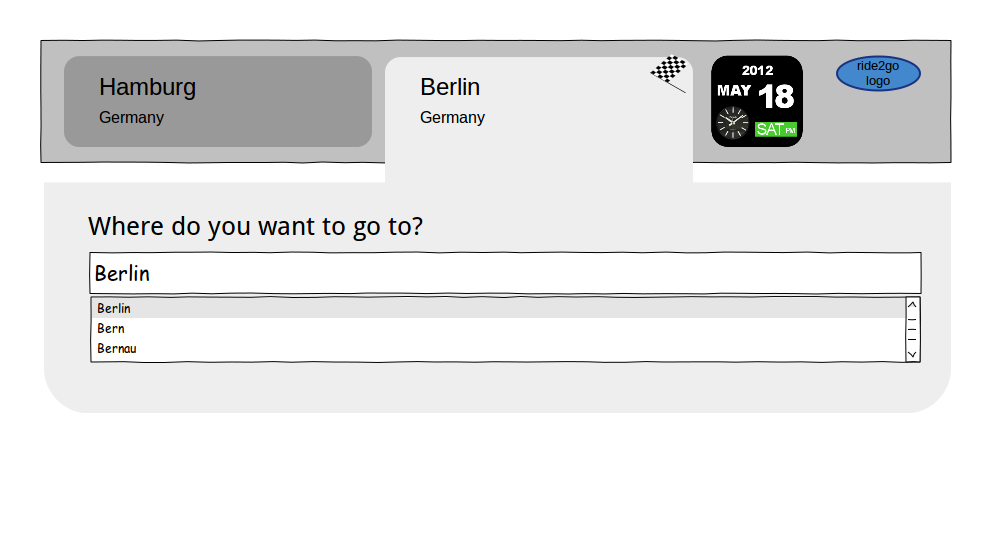 Hamburg
Germany
Berlin
Germany
2012
MAY 18
SAT PM
ride2go
logo
Where do you want to go to?
Berlin
Berlin
Bern
Bernau